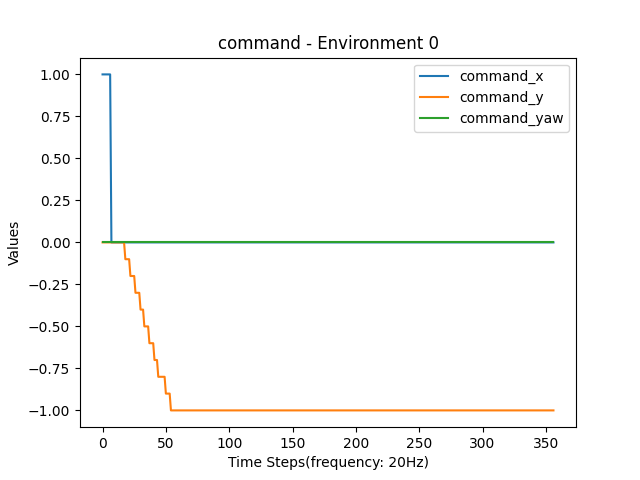 command - Environment 0
1.00
0.75
0.50
0.25
0.00
−0.25
−0.50
−0.75
−1.00
Values
command_x
command_y
command_yaw
0
50
100
150
200
250
300
350
Time Steps(frequency: 20Hz)